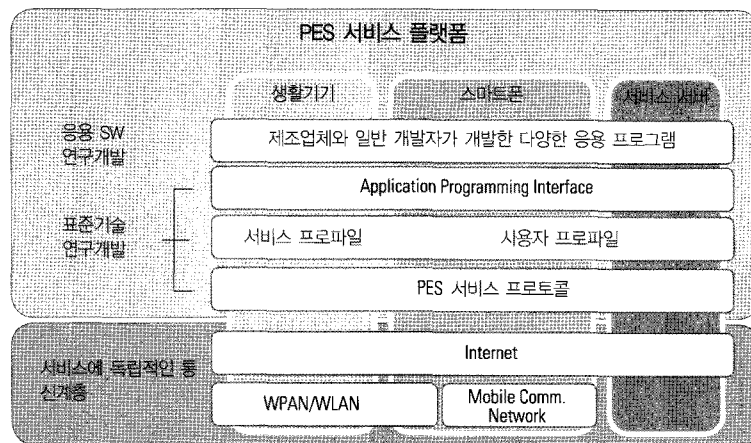 PES 서비스 플랫폼
생활기기
스마트폰
서비스 서버
응용 SW
연구개발
제조업체와 일반 개발자가 개발한 다양한 응용 프로그램
Application Programming Interface
표준기술
연구개발
서비스 프로파일
사용자 프로파일
PES 서비스 프로토콜
서비스에 독립적인 통
신계층
Internet
WPAN/WLAN
Mobile Comm.
Network